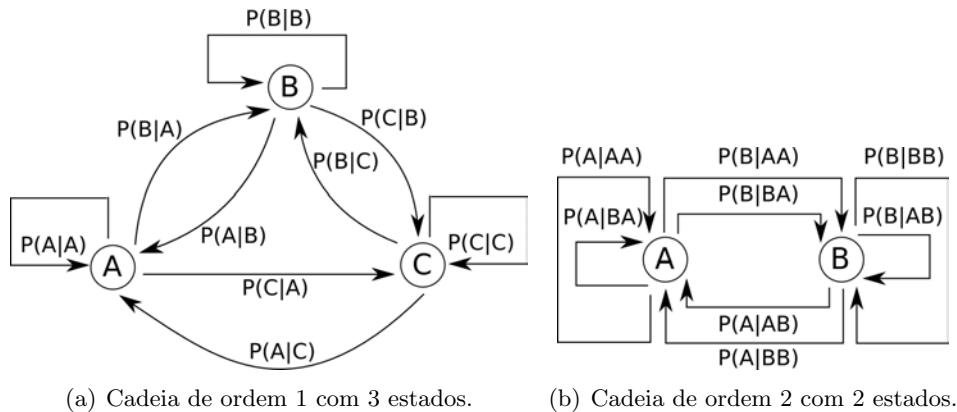 P(B|B)
B
P(B|A)
P(C|B)
P(B|C)
P(A|B)
P(A|A)
A
P(C|A)
C
P(C|C)
P(A|C)
(a) Cadeia de ordem 1 com 3 estados.
P(A|AA)
P(B|AA)
P(B|BB)
P(B|BA)
P(A|BA)
P(B|AB)
A
B
P(A|AB)
P(A|BB)
(b) Cadeia de ordem 2 com 2 estados.